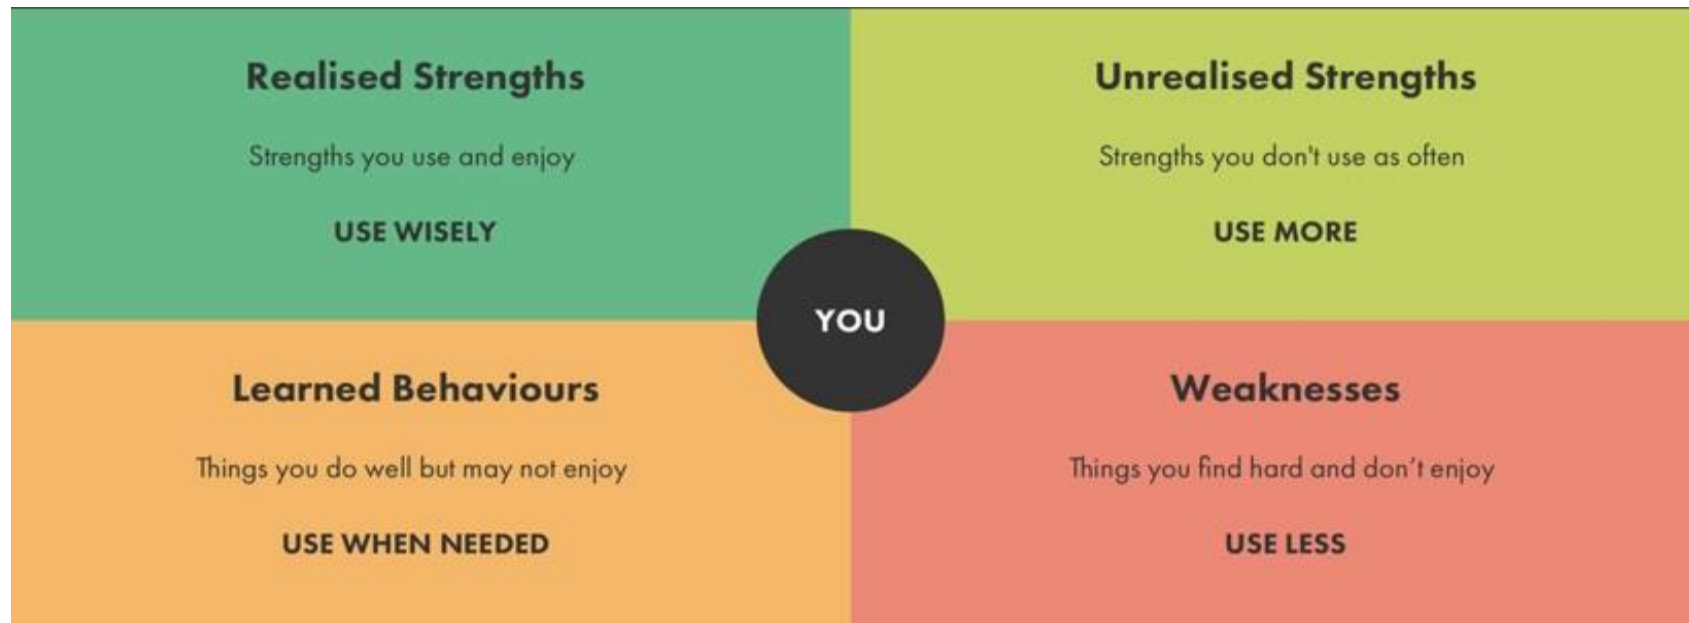 Realised Strengths
Strengths you use and enjoy
USE WISELY
Unrealised Strengths
Strengths you don't use as often
USE MORE
YOU
Learned Behaviours
Things you do well but may not enjoy
USE WHEN NEEDED
Weaknesses
Things you find hard and don’t enjoy
USE LESS